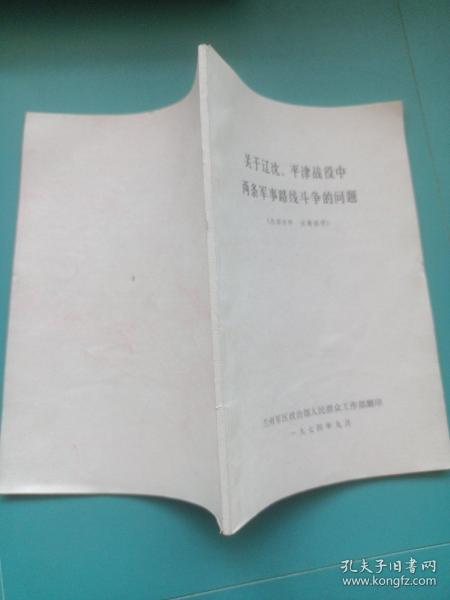 关于辽沈、平津战役中
两条军事路线斗争的问题
兰州军区政治部人民群众工作部翻印
一九七四年九月
孔夫子旧书网
www.kongfz.com